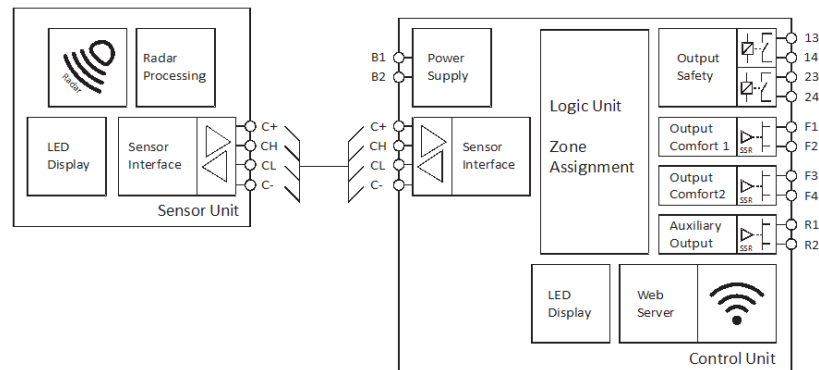 Radar
Radar
Processing
LED
Display
Sensor
Interface
C+
CH
CL
C-
Sensor Unit
B1
B2
Power
Supply
C+
CH
CL
C-
Sensor
Interface
Logic Unit
Zone
Assignment
Output
Safety
13
14
23
24
Output
Comfort 1
SSR
F1
F2
Output
Comfort2
SSR
F3
F4
Auxiliary
Output
SSR
R1
R2
LED
Display
Web
Server
Control Unit